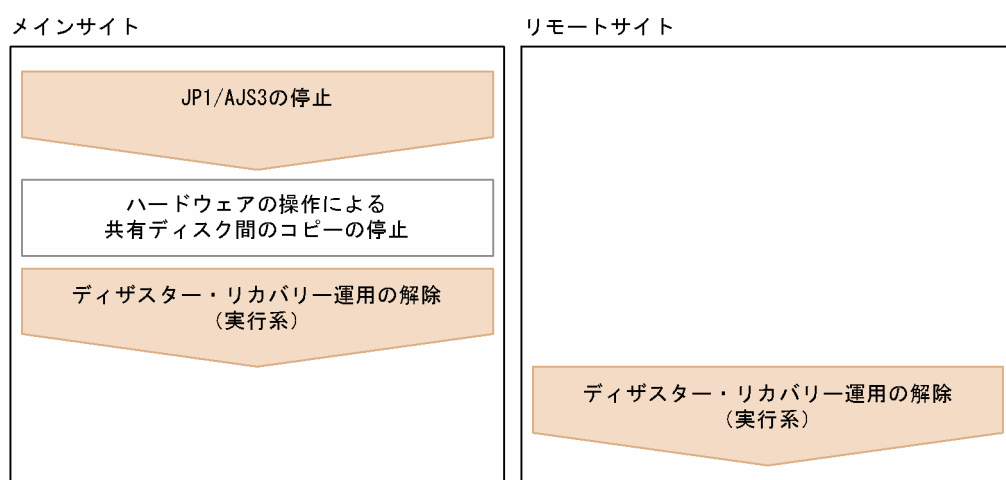 メインサイト
リモートサイト
JP1/AJS3の停止
ハードウェアの操作による
共有ディスク間のコピーの停止
ディザスター・リカバリー運用の解除
（実行系）
ディザスター・リカバリー運用の解除
（実行系）